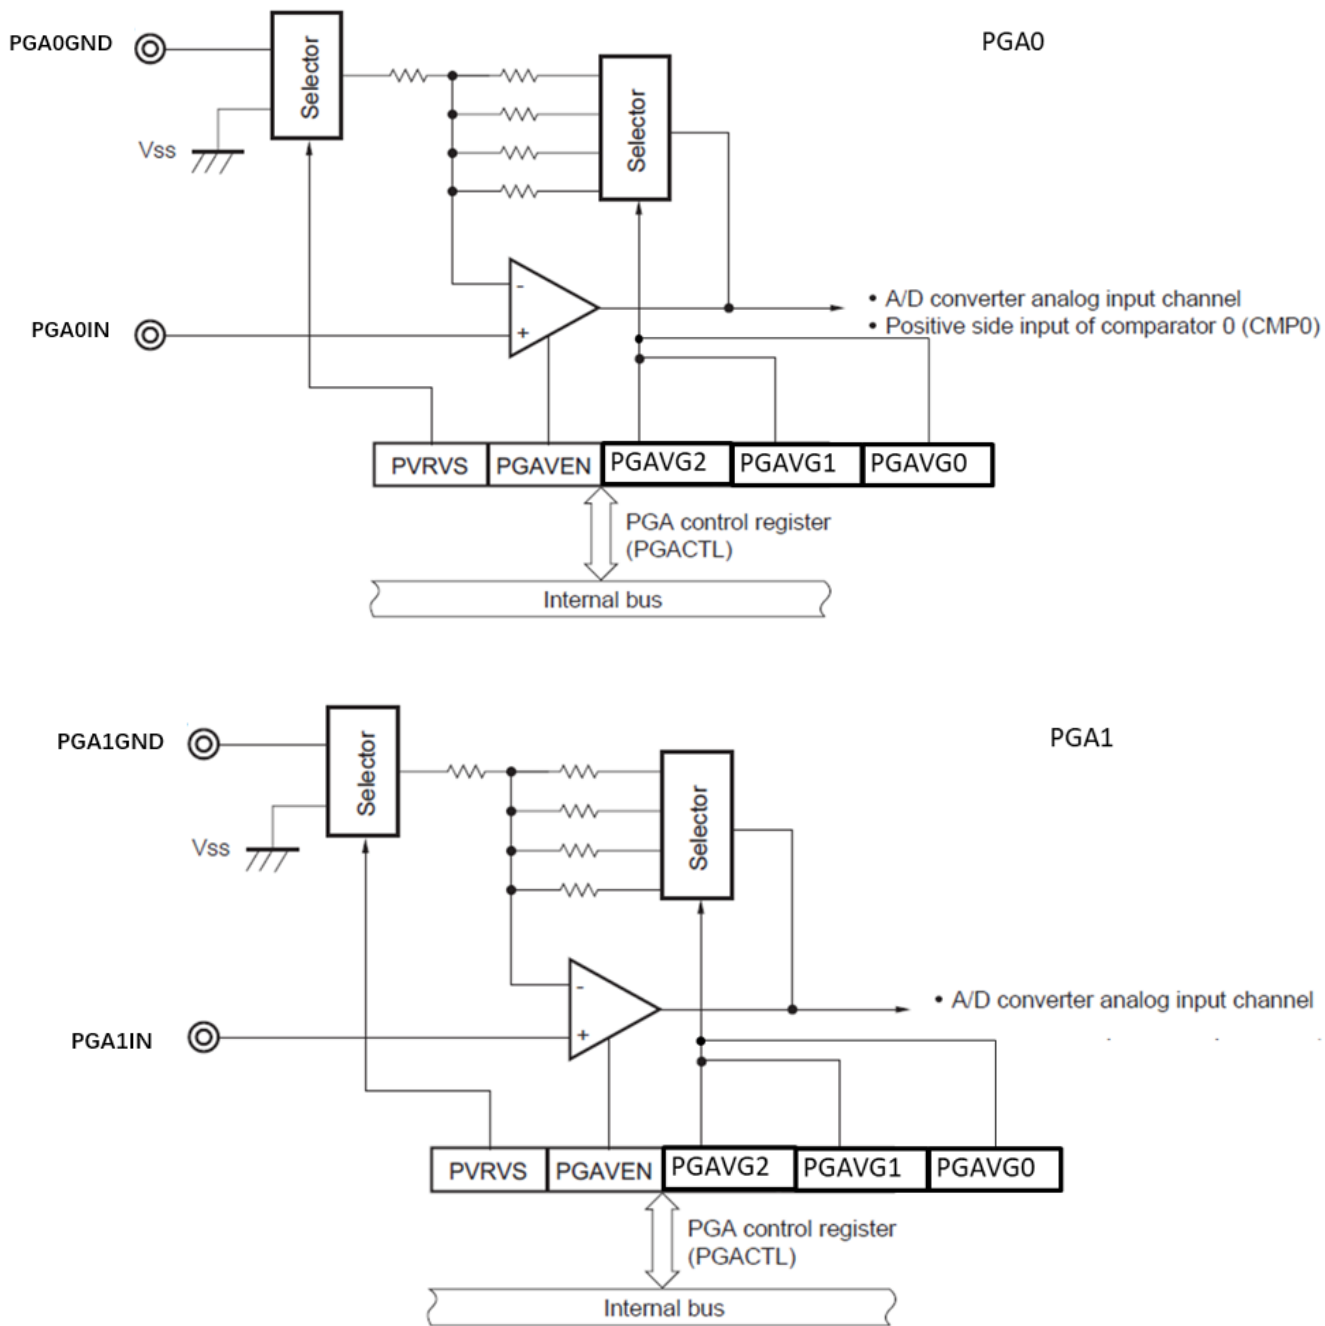 PGA0
PGA0GND
Selector
Selector
Vss
-
+
PGA0IN
• A/D converter analog input channel
• Positive side input of comparator 0 (CMP0)
PVRVS PGAVEN PGAVG2 PGAVG1 PGAVG0
PGA control register
(PGACTL)
Internal bus
PGA1
PGA1GND
Selector
Selector
Vss
-
+
PGA1IN
• A/D converter analog input channel
PVRVS PGAVEN PGAVG2 PGAVG1 PGAVG0
PGA control register
(PGACTL)
Internal bus